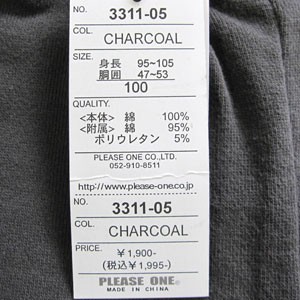 NO. 3311-05
COL. CHARCOAL
SIZE.
身長 95~105
胴囲 47~53
100
QUALITY.
<本体> 綿 100%
<附属> 綿 95%
ポリウレタン 5%
PLEASE ONE CO.,LTD.
052-910-8511
http://www.please-one.co.jp
NO. 3311-05
COL. CHARCOAL
PRICE.
¥1,900-
(税込¥1,995-)
PLEASE ONE®
MADE IN CHINA